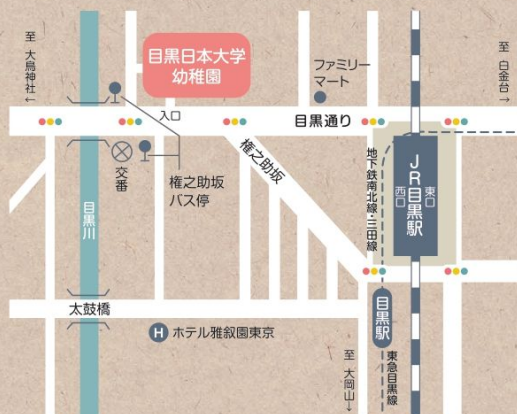 至 大鳥神社←
目黒日本大学
幼稚園
ファミリー
マート
至 白金台→
入口
目黒通り
交番
権之助坂
バス停
権之助坂
地下鉄南北線・三田線
JR目黒駅
西口
東口
目黒川
太鼓橋
H ホテル雅叙園東京
目黒駅
至 大岡山→
東急目黒線